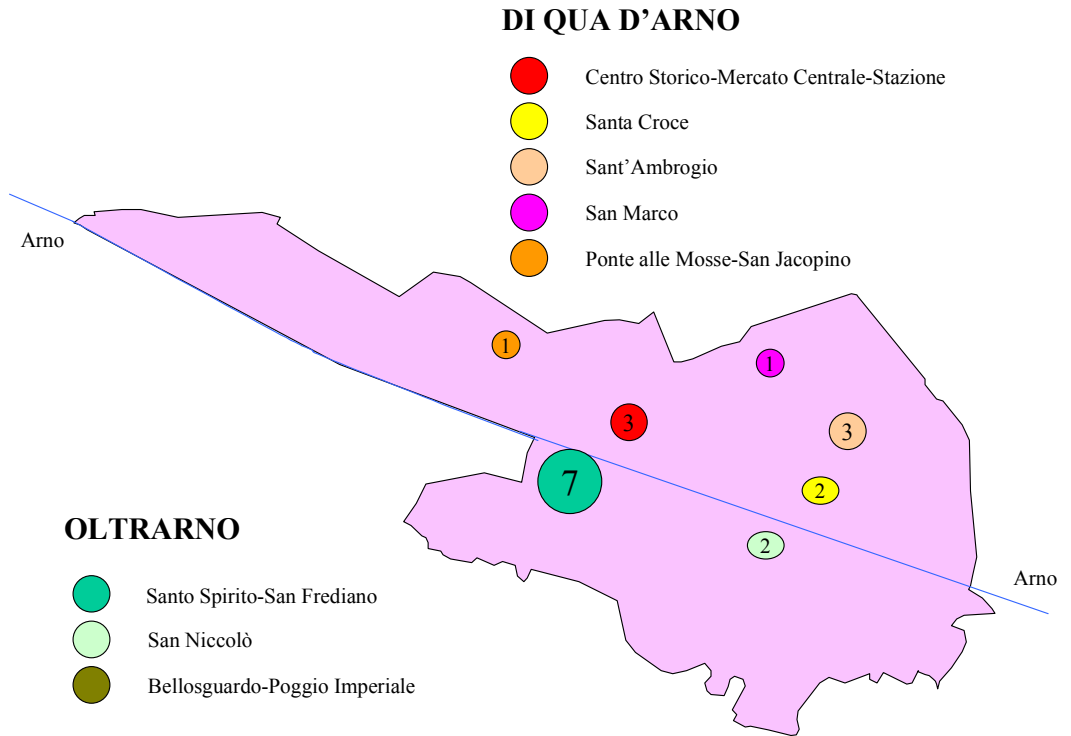 DI QUA D’ARNO
Centro Storico-Mercato Centrale-Stazione
Santa Croce
Sant’Ambrogio
San Marco
Ponte alle Mosse-San Jacopino
Arno
1
1
3
3
7
2
2
OLTRARNO
Santo Spirito-San Frediano
San Niccolò
Bellosguardo-Poggio Imperiale
Arno